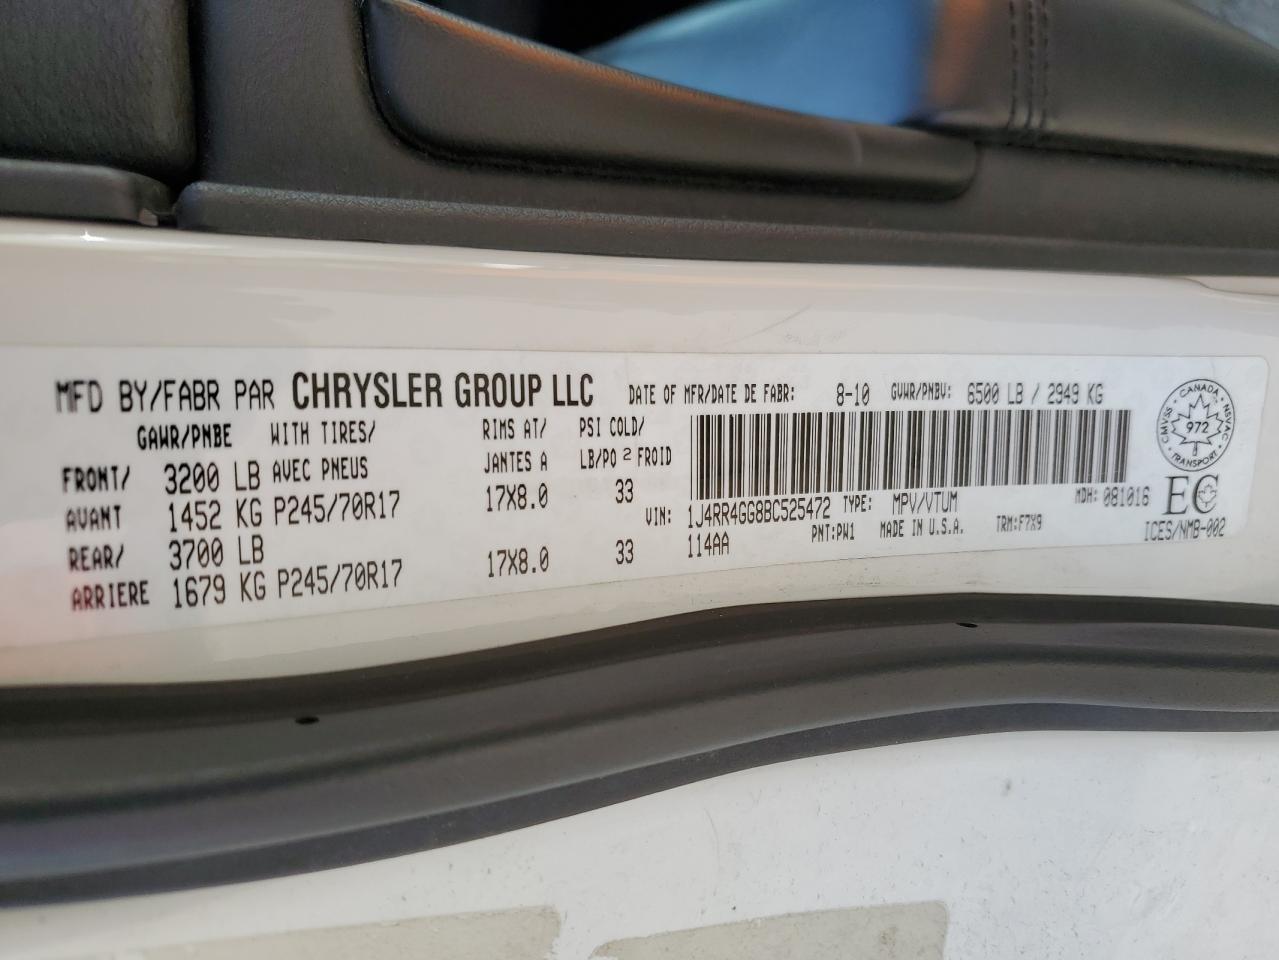 MFD BY/FABR PAR CHRYSLER GROUP LLC DATE OF MFR/DATE DE FABR: 8-10 GVWR/PNBV: 6500 LB / 2949 KG
GAWR/PNBE WITH TIRES/ RIMS AT/ PSI COLD/
FRONT/ 3200 LB AVEC PNEUS JANTES A LB/PO 2 FROID
AVANT 1452 KG P245/70R17 17X8.0 33
REAR/ 3700 LB
ARRIERE 1679 KG P245/70R17 17X8.0 33
VIN: 1J4RR4GG8BC525472 TYPE: MPV/VTUM MDH: 081016
114AA PNT:PW1 MADE IN U.S.A. TRM:F7X9
CANADA
CMVSS 972 NSVAC
TRANSPORT
EC
ICES/NMB-002